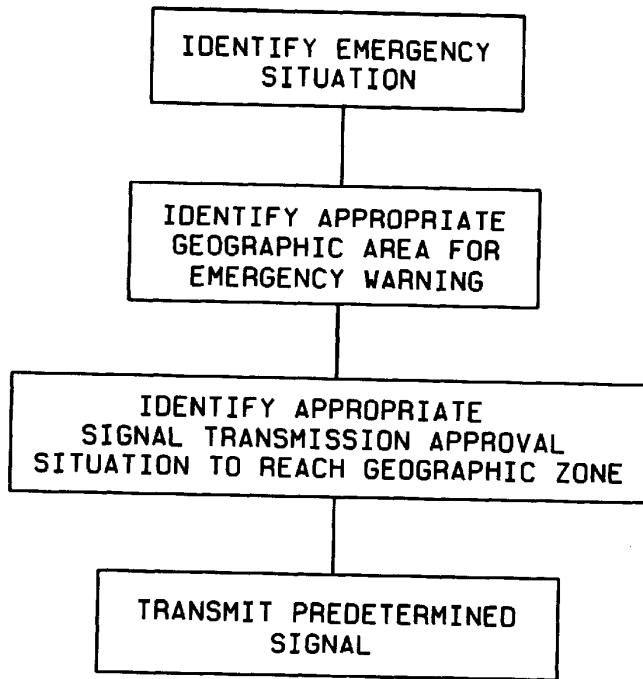 IDENTIFY EMERGENCY
SITUATION
IDENTIFY APPROPRIATE
GEOGRAPHIC AREA FOR
EMERGENCY WARNING
IDENTIFY APPROPRIATE
SIGNAL TRANSMISSION APPROVAL
SITUATION TO REACH GEOGRAPHIC ZONE
TRANSMIT PREDETERMINED
SIGNAL